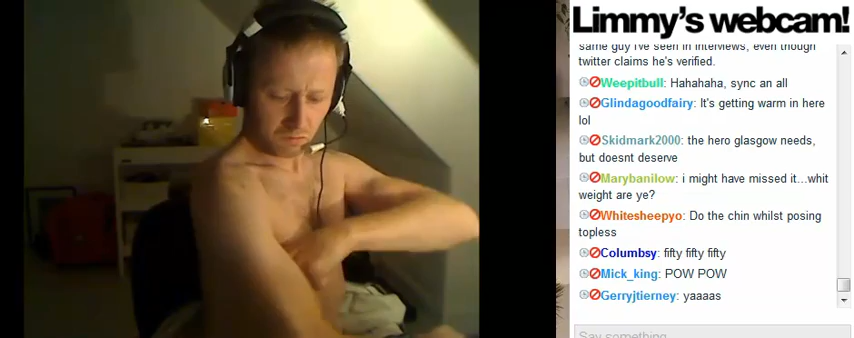 Limmy's webcam!
same guy I've seen in interviews, even though
twitter claims he's verified.
Weepitbull: Hahahaha, sync an all
Glindagoodfairy: It's getting warm in here
lol
Skidmark2000: the hero glasgow needs,
but doesnt deserve
Marybanilow: i might have missed it...whit
weight are ye?
Whitesheepyo: Do the chin whilst posing
topless
Columbsy: fifty fifty fifty
Mick_king: POW POW
Gerryjtierney: yaaaas
Say something